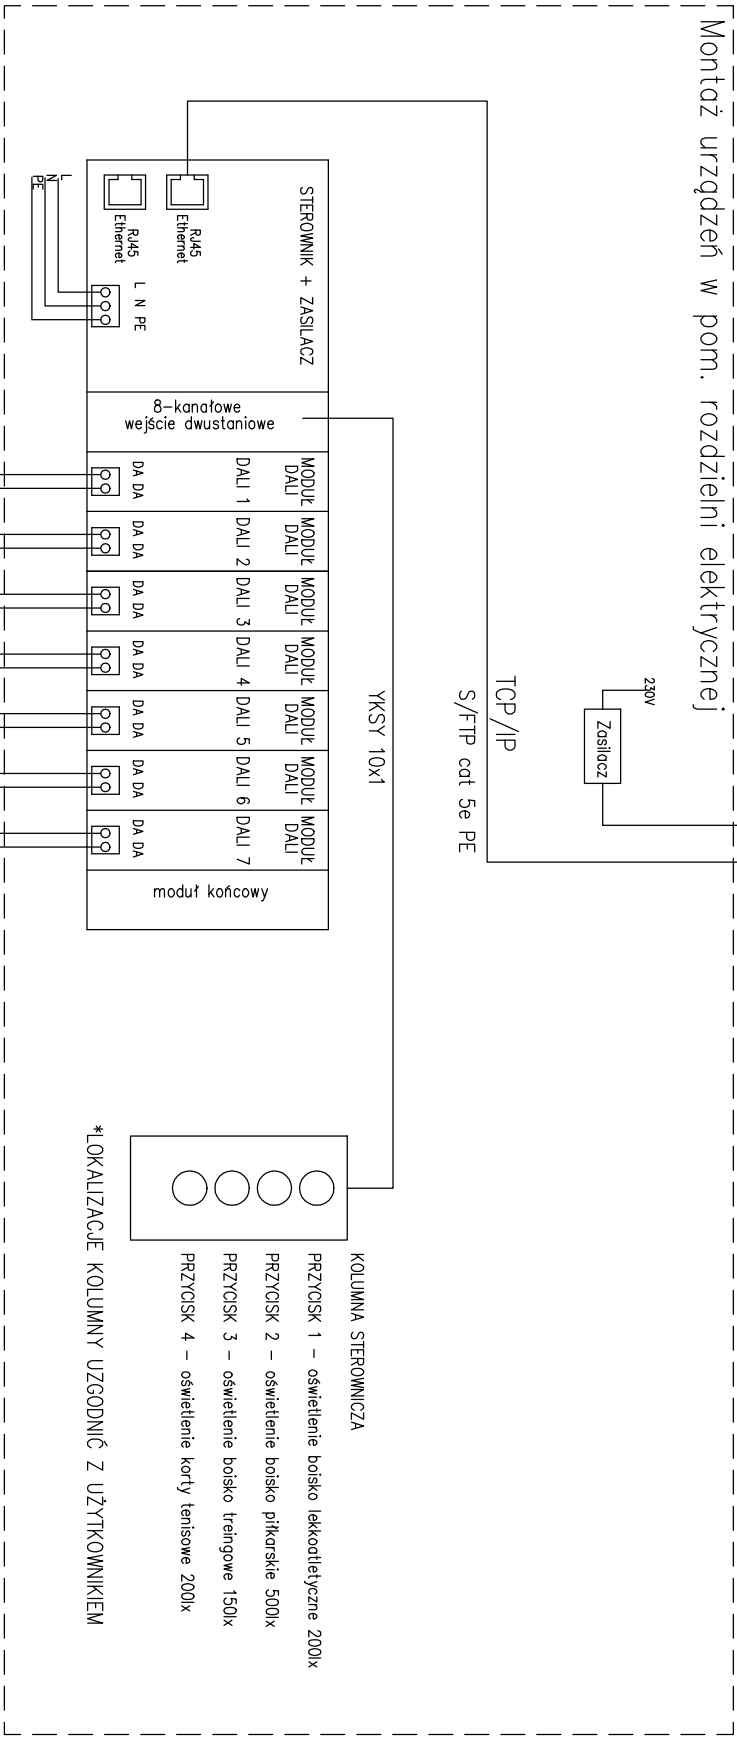 Montaż urządzeń w pom. rozdzielni elektrycznej
230V
Zasilacz
TCP/IP
S/FTP cat 5e PE
YKSY 10x1
STEROWNIK + ZASILACZ
RJ45
Ethernet
RJ45
Ethernet
L N PE
L
N
PE
8-kanałowe
wejście dwustaniowe
MODUŁ
DALI
DALI 1
DA DA
MODUŁ
DALI
DALI 2
DA DA
MODUŁ
DALI
DALI 3
DA DA
MODUŁ
DALI
DALI 4
DA DA
MODUŁ
DALI
DALI 5
DA DA
MODUŁ
DALI
DALI 6
DA DA
MODUŁ
DALI
DALI 7
DA DA
moduł końcowy
KOLUMNA STEROWNICZA
PRZYCISK 1 – oświetlenie boisko lekkoatletyczne 200lx
PRZYCISK 2 – oświetlenie boisko piłkarskie 500lx
PRZYCISK 3 – oświetlenie boisko treingowe 150lx
PRZYCISK 4 – oświetlenie korty tenisowe 200lx
*LOKALIZACJE KOLUMNY UZGODNIĆ Z UŻYTKOWNIKIEM